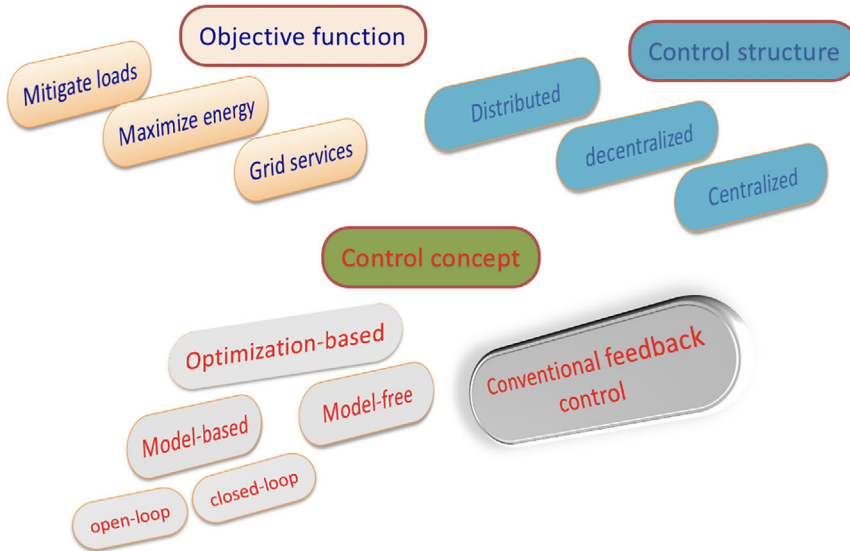 Objective function
Mitigate loads
Maximize energy
Grid services
Control structure
Distributed
decentralized
Centralized
Control concept
Optimization-based
Model-based
Model-free
open-loop
closed-loop
Conventional feedback
control